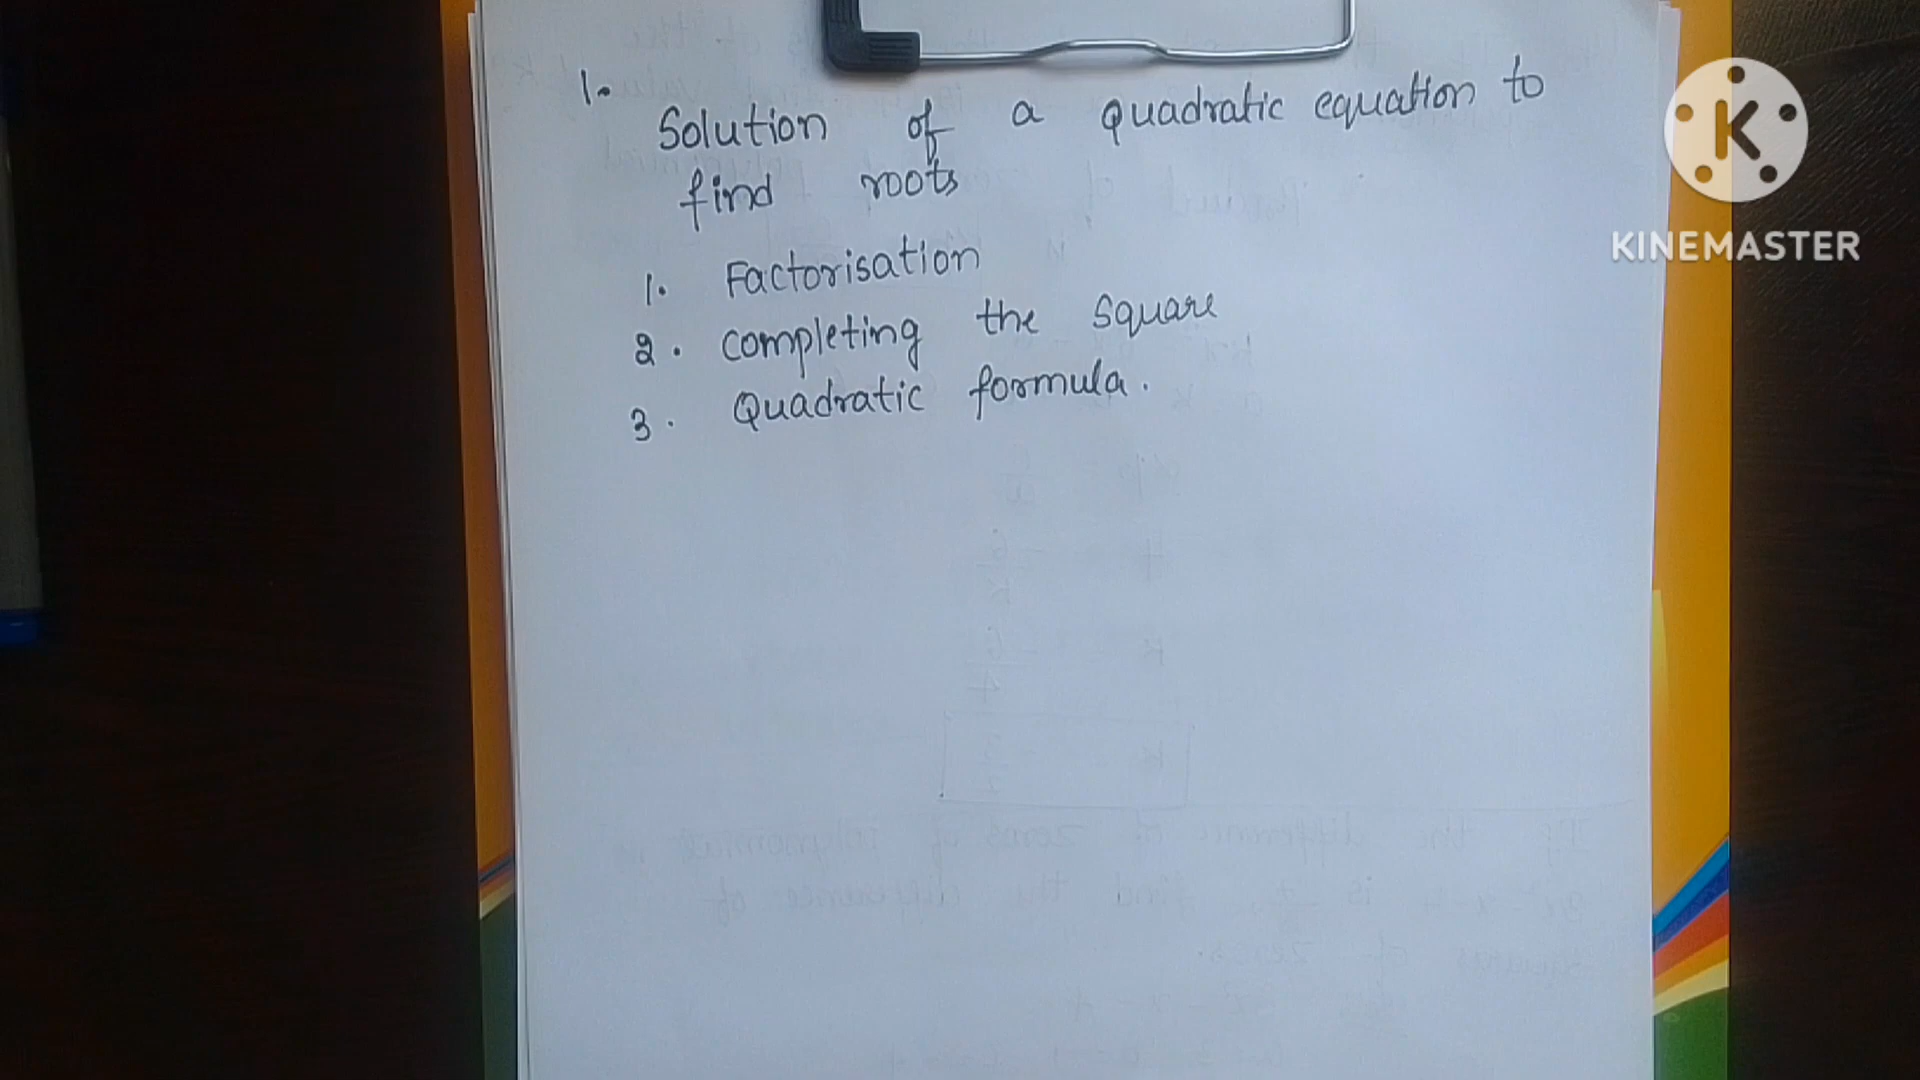 1.
Solution of a quadratic equation to
find roots
1. Factorisation
2. completing the square
3. Quadratic formula.
K
KINEMASTER